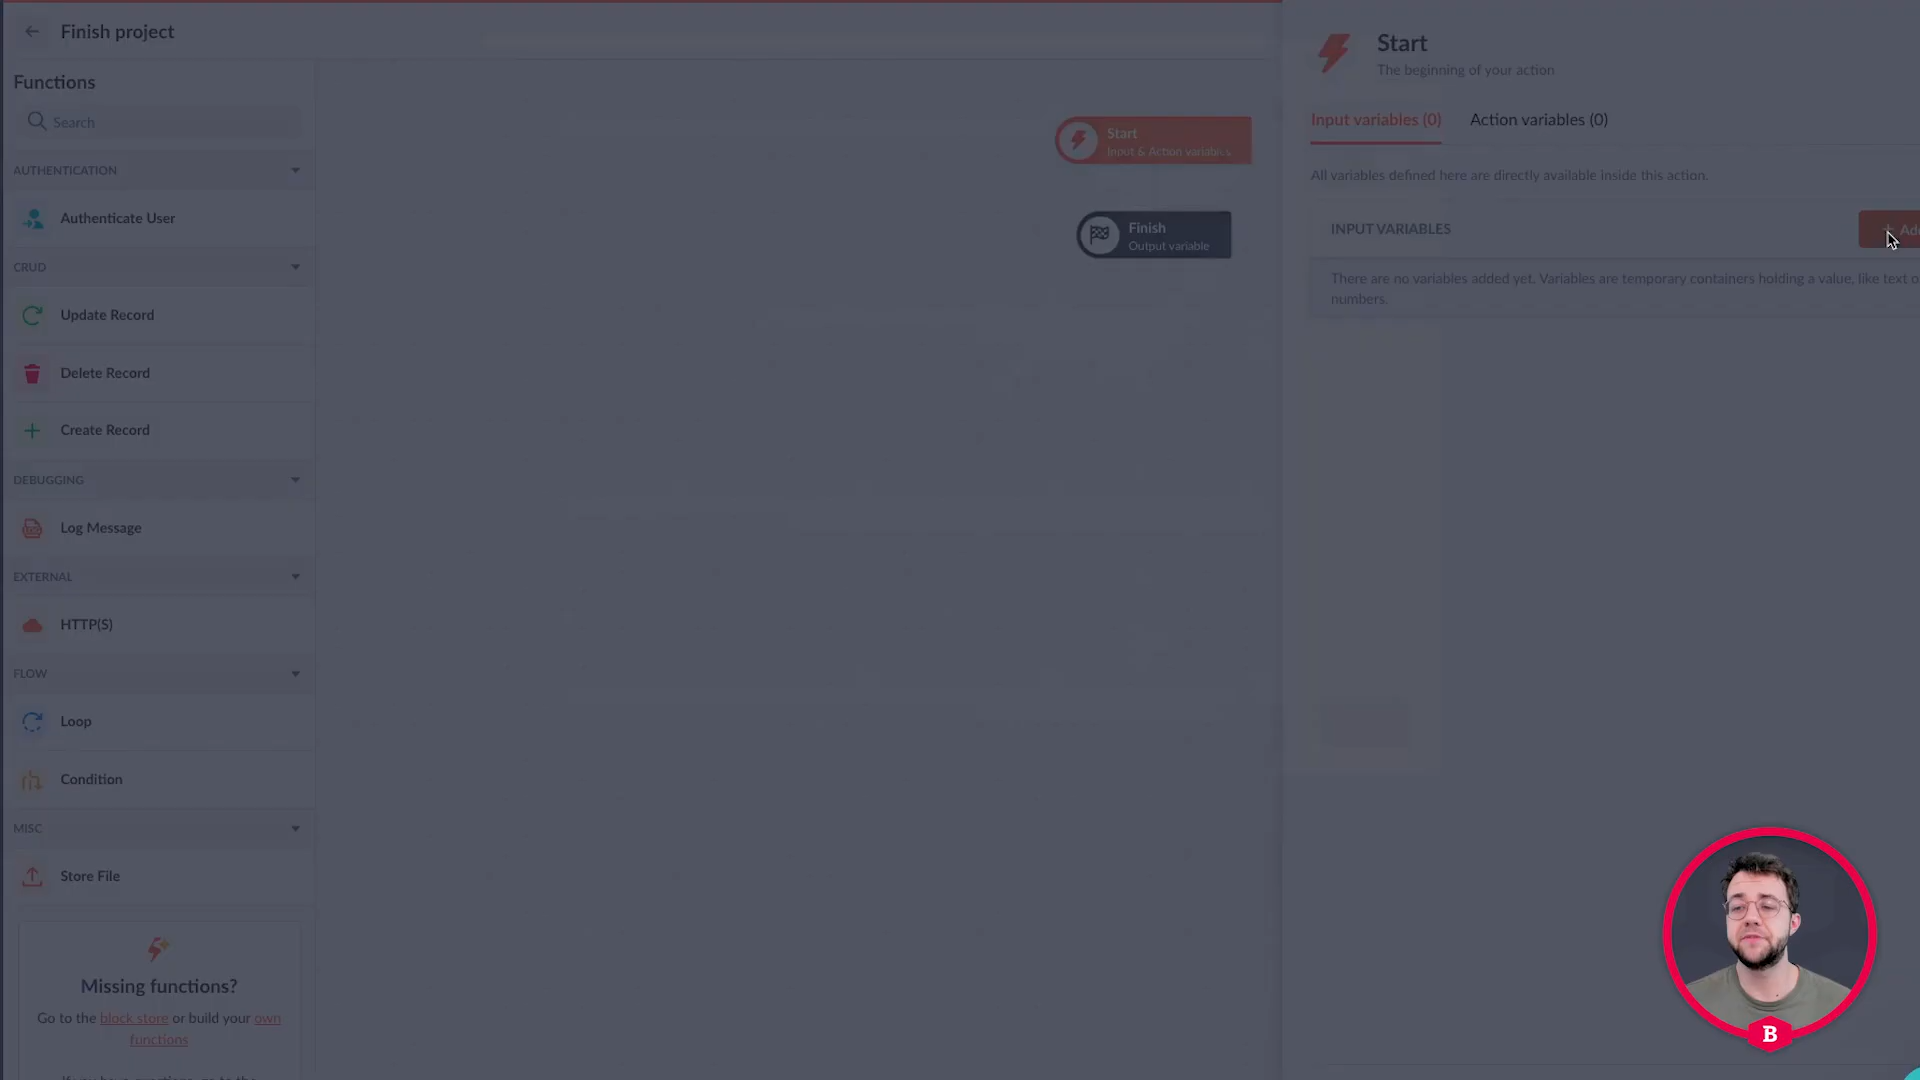 Finish project
Functions
Search
AUTHENTICATION
Authenticate User
CRUD
Update Record
Delete Record
Create Record
DEBUGGING
Log Message
EXTERNAL
HTTP(S)
FLOW
Loop
Condition
MISC
Store File
Missing functions?
Go to the block store or build your own
functions
Start
Input & Action variables
Finish
Output variable
Start
The beginning of your action
Input variables (0)
Action variables (0)
All variables defined here are directly available inside this action.
INPUT VARIABLES
There are no variables added yet. Variables are temporary containers holding a value, like text
numbers.
B